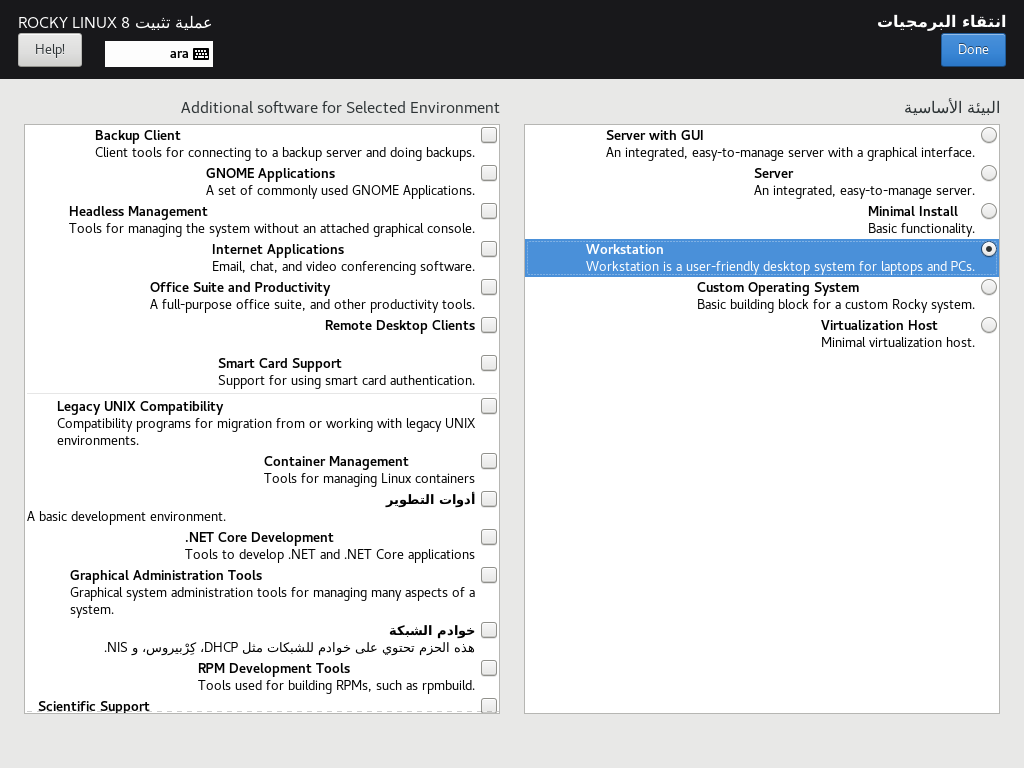 انتقاء البرمجيات
Done
عملية تثبيت ROCKY LINUX 8
ara
Help!
البيئة الأساسية
Server with GUI
An integrated, easy-to-manage server with a graphical interface.
Server
An integrated, easy-to-manage server.
Minimal Install
Basic functionality.
Workstation
Workstation is a user-friendly desktop system for laptops and PCs.
Custom Operating System
Basic building block for a custom Rocky system.
Virtualization Host
Minimal virtualization host.
Additional software for Selected Environment
Backup Client
Client tools for connecting to a backup server and doing backups.
GNOME Applications
A set of commonly used GNOME Applications.
Headless Management
Tools for managing the system without an attached graphical console.
Internet Applications
Email, chat, and video conferencing software.
Office Suite and Productivity
A full-purpose office suite, and other productivity tools.
Remote Desktop Clients
Smart Card Support
Support for using smart card authentication.
Legacy UNIX Compatibility
Compatibility programs for migration from or working with legacy UNIX
environments.
Container Management
Tools for managing Linux containers
أدوات التطوير
A basic development environment.
.NET Core Development
Tools to develop .NET and .NET Core applications
Graphical Administration Tools
Graphical system administration tools for managing many aspects of a
system.
خوادم الشبكة
هذه الحزم تحتوي على خوادم للشبكات مثل DHCP، كِرْبيروس، و NIS.
RPM Development Tools
Tools used for building RPMs, such as rpmbuild.
Scientific Support